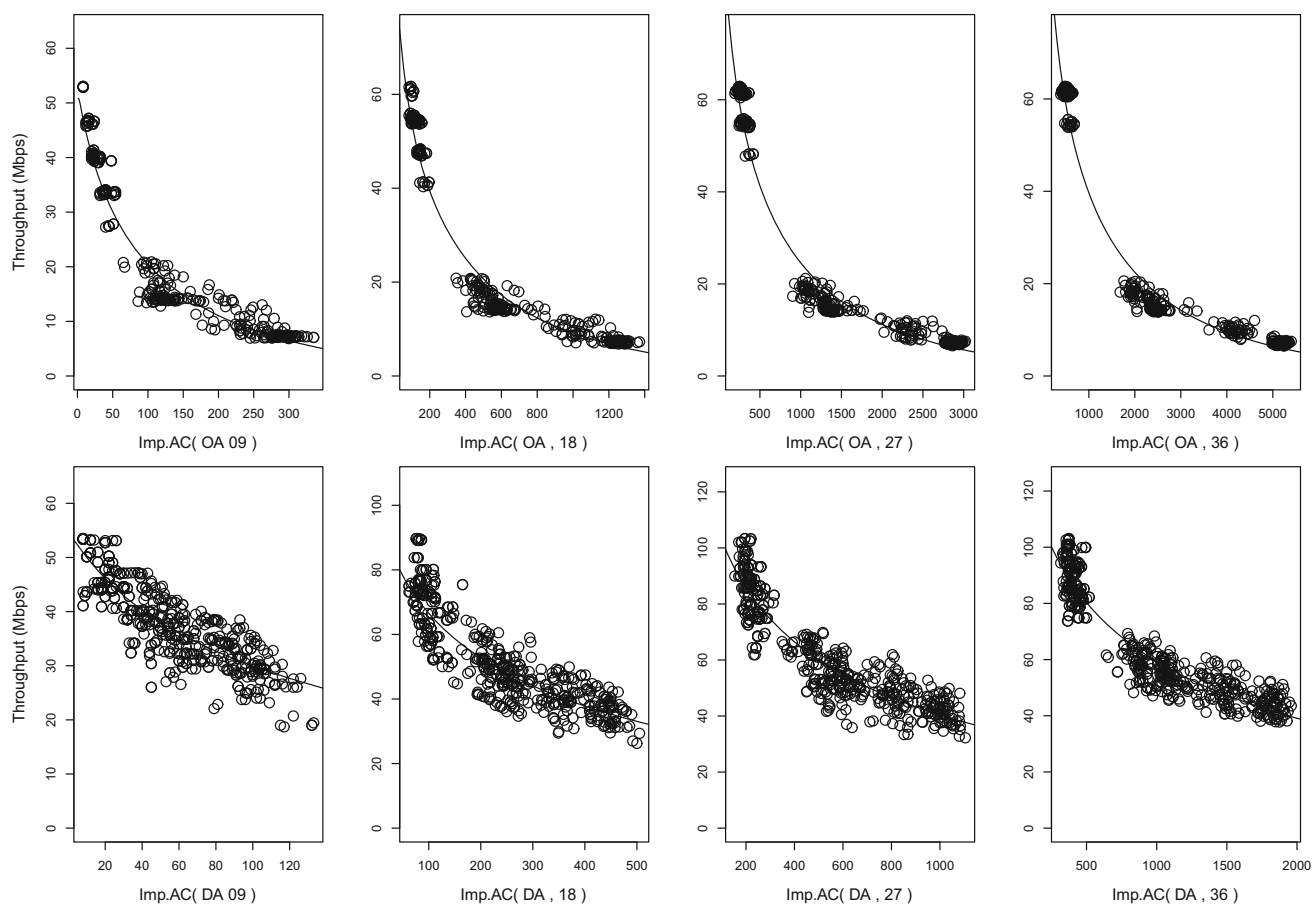 Throughput (Mbps)
0 10 20 30 40 50 60
0 50 100 150 200 250 300
Imp.AC( OA 09 )
0 20 40 60
200 400 600 800 1200
Imp.AC( OA , 18 )
0 20 40 60
500 1000 1500 2000 2500 3000
Imp.AC( OA , 27 )
0 20 40 60
1000 2000 3000 4000 5000
Imp.AC( OA , 36 )
Throughput (Mbps)
0 10 20 30 40 50 60
20 40 60 80 100 120
Imp.AC( DA 09 )
0 20 40 60 80 100
100 200 300 400 500
Imp.AC( DA , 18 )
0 20 40 60 80 100 120
200 400 600 800 1000
Imp.AC( DA , 27 )
0 20 40 60 80 100 120
500 1000 1500 2000
Imp.AC( DA , 36 )